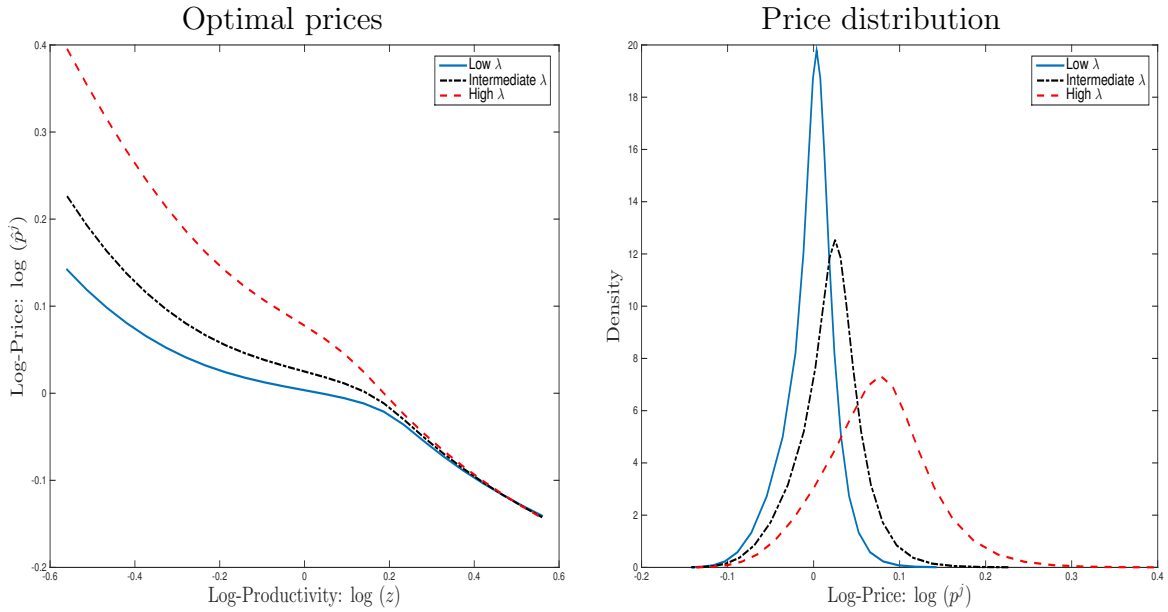 Optimal prices
Low λ
Intermediate λ
High λ
0.4
0.3
0.2
0.1
0
-0.1
-0.2
Log-Price: log (p̂ʲ)
-0.6
-0.4
-0.2
0
0.2
0.4
0.6
Log-Productivity: log (z)
Price distribution
Low λ
Intermediate λ
High λ
20
18
16
14
12
10
8
6
4
2
0
Density
-0.2
-0.1
0
0.1
0.2
0.3
0.4
Log-Price: log (pʲ)